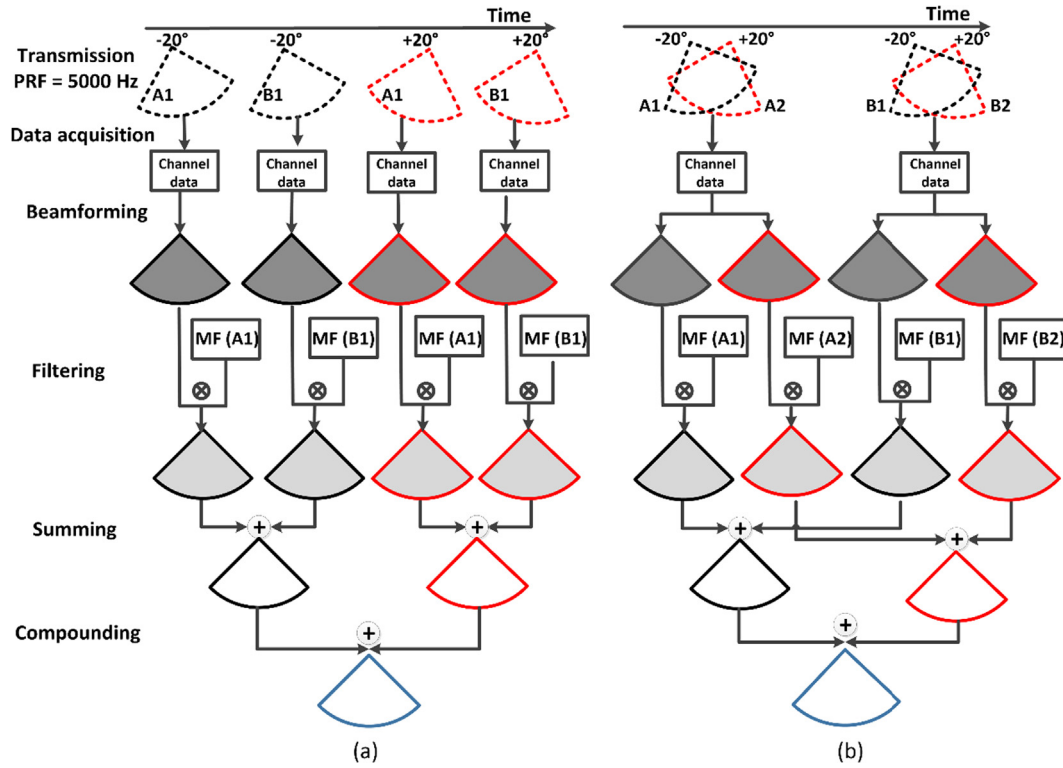 Time
Time
Transmission
PRF = 5000 Hz
-20° -20° +20° +20°
-20° +20° -20° +20°
A1 B1 A1 B1
A1 A2 B1 B2
Data acquisition
Channel data
Channel data
Channel data
Channel data
Channel data
Channel data
Beamforming
MF (A1) MF (B1) MF (A1) MF (B1)
MF (A1) MF (A2) MF (B1) MF (B2)
Filtering
⊗ ⊗ ⊗ ⊗
⊗ ⊗ ⊗ ⊗
Summing
+ +
+ +
Compounding
+
+
(a)
(b)